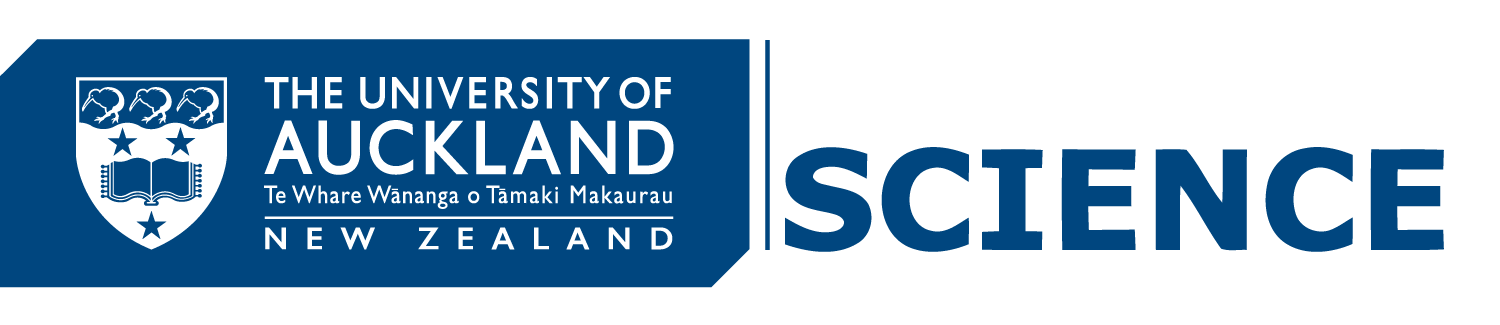 THE UNIVERSITY OF
AUCKLAND
Te Whare Wānanga o Tāmaki Makaurau
NEW ZEALAND
SCIENCE